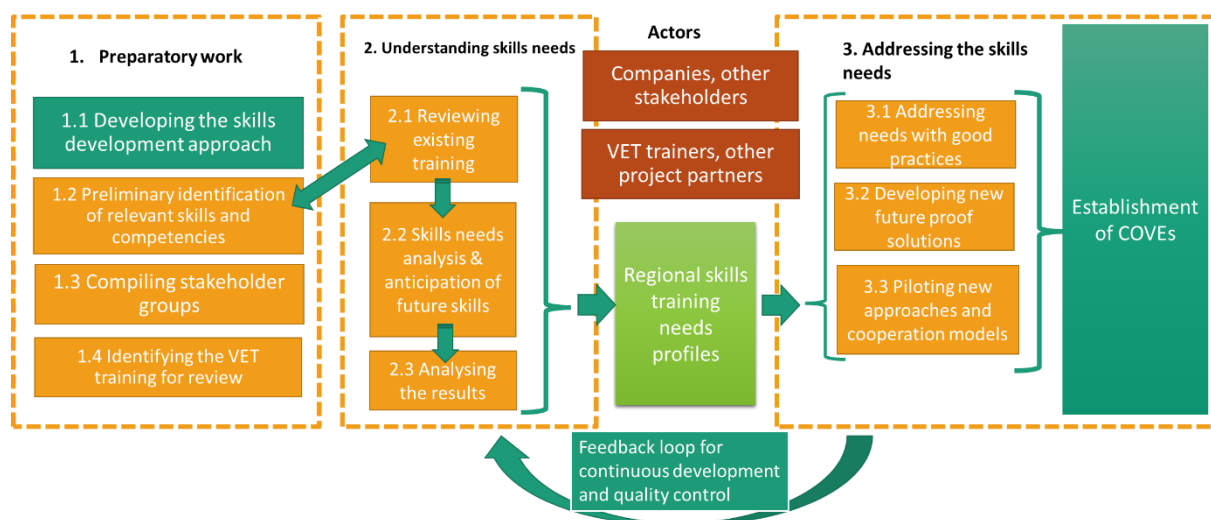 1. Preparatory work
1.1 Developing the skills
development approach
1.2 Preliminary identification
of relevant skills and
competencies
1.3 Compiling stakeholder
groups
1.4 Identifying the VET
training for review
2. Understanding skills needs
2.1 Reviewing
existing
training
2.2 Skills needs
analysis &
anticipation of
future skills
2.3 Analysing
the results
Actors
Companies, other
stakeholders
VET trainers, other
project partners
Regional skills
training
needs
profiles
3. Addressing the skills
needs
3.1 Addressing
needs with good
practices
3.2 Developing new
future proof
solutions
3.3 Piloting new
approaches and
cooperation models
Establishment
of COVEs
Feedback loop for
continuous development
and quality control